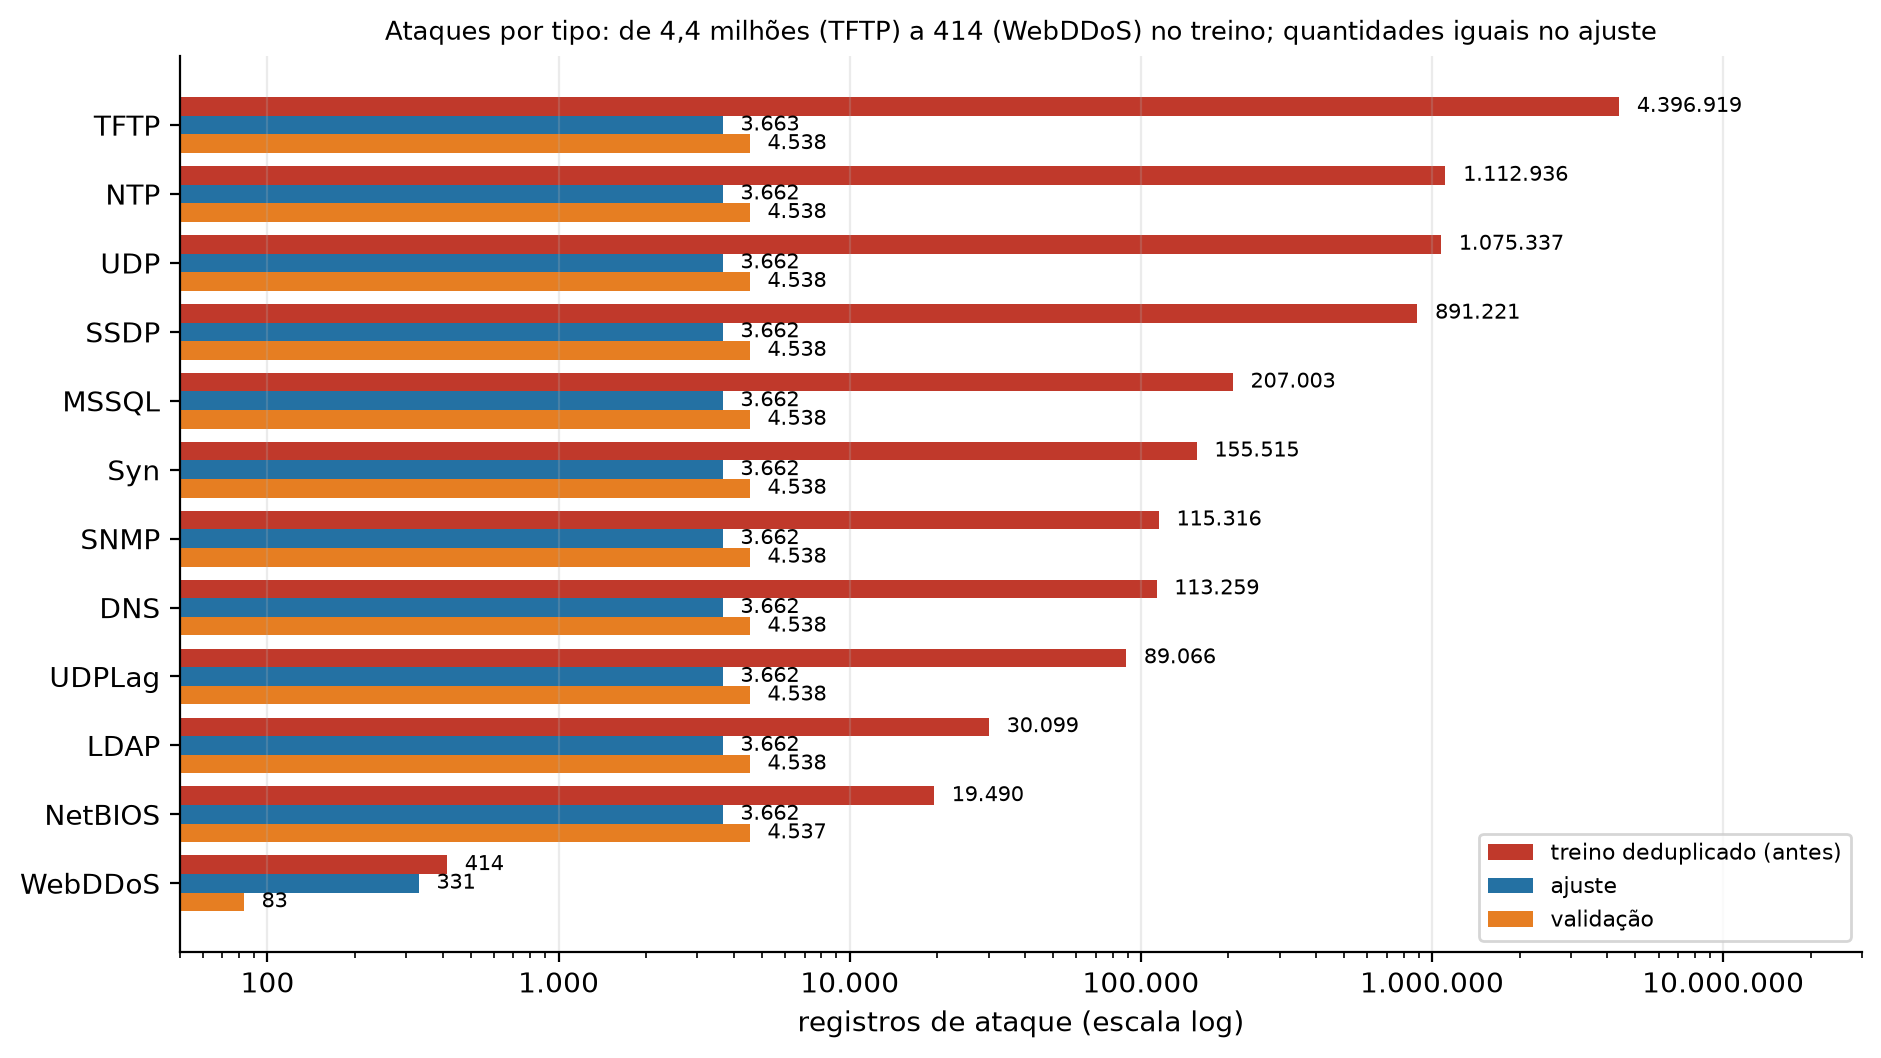 Ataques por tipo: de 4,4 milhões (TFTP) a 414 (WebDDoS) no treino; quantidades iguais no ajuste
TFTP
4.396.919
3.663
4.538
NTP
1.112.936
3.662
4.538
UDP
1.075.337
3.662
4.538
SSDP
891.221
3.662
4.538
MSSQL
207.003
3.662
4.538
Syn
155.515
3.662
4.538
SNMP
115.316
3.662
4.538
DNS
113.259
3.662
4.538
UDPLag
89.066
3.662
4.538
LDAP
30.099
3.662
4.538
NetBIOS
19.490
3.662
4.537
WebDDoS
414
331
83
treino deduplicado (antes)
ajuste
validação
100 1.000 10.000 100.000 1.000.000 10.000.000
registros de ataque (escala log)